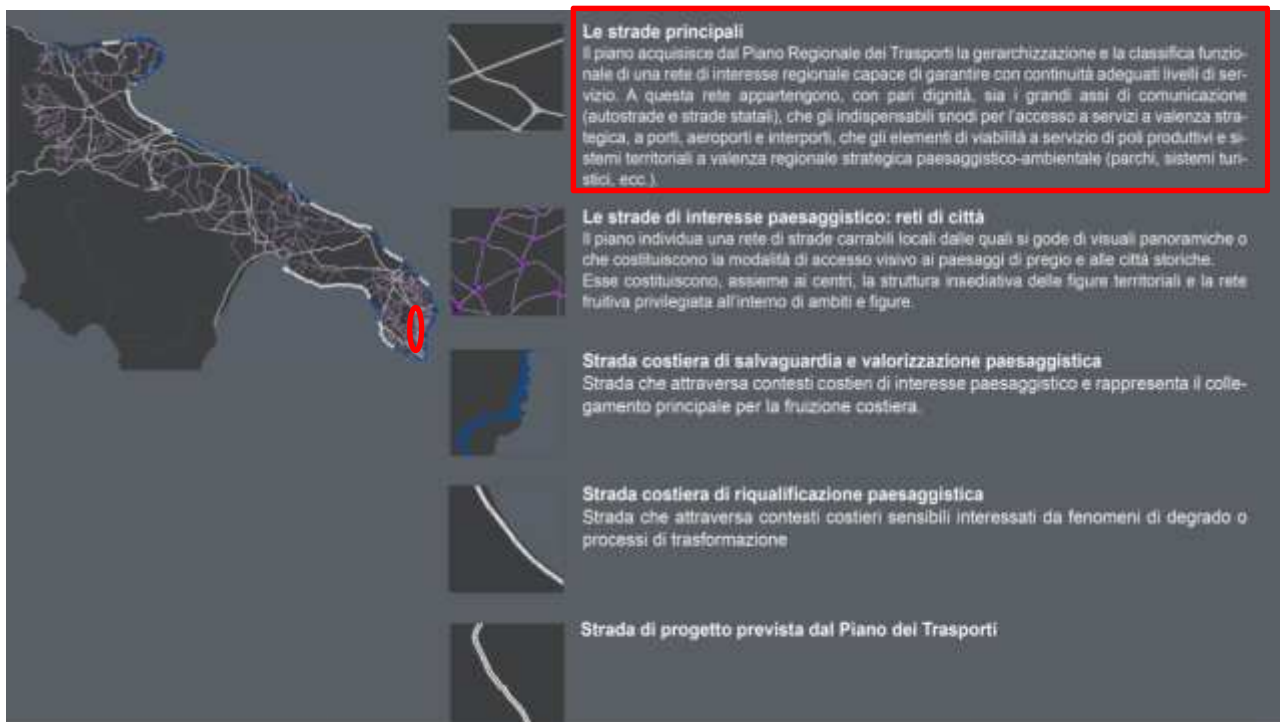 Le strade principali
Il piano acquisisce dal Piano Regionale dei Trasporti la gerarchizzazione e la classifica funzio-
nale di una rete di interesse regionale capace di garantire con continuità adeguati livelli di ser-
vizio. A questa rete appartengono, con pari dignità, sia i grandi assi di comunicazione
(autostrade e strade statali), che gli indispensabili snodi per l'accesso a servizi a valenza stra-
tegica, a porti, aeroporti e interporti, che gli elementi di viabilità a servizio di poli produttivi e si-
stemi territoriali a valenza regionale strategica paesaggistico-ambientale (parchi, sistemi turi-
stici, ecc.).
Le strade di interesse paesaggistico: reti di città
Il piano individua una rete di strade carrabili locali dalle quali si gode di visuali panoramiche o
che costituiscono la modalità di accesso visivo ai paesaggi di pregio e alle città storiche.
Esse costituiscono, assieme ai centri, la struttura insediativa delle figure territoriali e la rete
fruitiva privilegiata all'interno di ambiti e figure.
Strada costiera di salvaguardia e valorizzazione paesaggistica
Strada che attraversa contesti costieri di interesse paesaggistico e rappresenta il colle-
gamento principale per la fruizione costiera.
Strada costiera di riqualificazione paesaggistica
Strada che attraversa contesti costieri sensibili interessati da fenomeni di degrado o
processi di trasformazione
Strada di progetto prevista dal Piano dei Trasporti